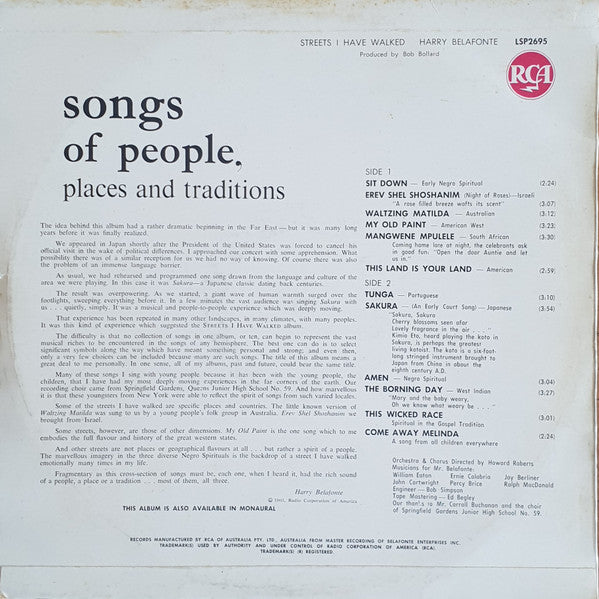 STREETS I HAVE WALKED HARRY BELAFONTE LSP2695
Produced by Bob Bollard
RCA
songs
of people,
places and traditions
The idea behind this album had a rather dramatic beginning in the Far East—but it was many long
years before it was finally realized.
We appeared in Japan shortly after the President of the United States was forced to cancel his
official visit in the wake of political differences. I approached our concert with some apprehension. What
possibility there was of a similar reception for us we had no way of knowing. Of course there was also
the problem of an immense language barrier.
As usual, we had rehearsed and programmed one song drawn from the language and culture of the
area we were playing. In this case it was Sakura—a Japanese classic dating back centuries.
The result was overpowering. As we started, a giant wave of human warmth surged over the
footlights, sweeping everything before it. In a few minutes the vast audience was singing Sakura with
us . . . quietly, simply. It was a musical people-to-people experience which was deeply moving.
That experience has been repeated in many other landscapes, in many climates, with many peoples.
It was this kind of experience which suggested the STREETS I HAVE WALKED album.
The difficulty is that no collection of songs in one album, or ten, can begin to represent the vast
musical riches to be encountered in the songs of any hemisphere. The best one can do is to select
significant symbols along the way which have meant something personal and strong; and even then,
only a very few choices can be included because many are such songs. The title of this album means a
great deal to me personally. In one sense, all of my albums, past and future, could bear the same title.
Many of these songs I sing with young people because it has been with the young people, the
children, that I have had my most deeply moving experiences in the far corners of the earth. Our
recording choir came from Springfield Gardens, Queens Junior High School No. 59. And how marvellous
it is that these youngsters from New York were able to reflect the spirit of songs from such varied locales.
Some of the streets I have walked are specific places and countries. The little known version of
Waltzing Matilda was sung to us by a young people's folk group in Australia. Erev Shel Shoshanim we
brought from Israel.
Some streets, however, are those of other dimensions. My Old Paint is the one song which to me
embodies the full flavour and history of the great western states.
And other streets are not places or geographical flavours at all . . . but rather a spirit of a people.
The marvellous imagery in the three diverse Negro Spirituals is the backdrop of a street I have walked
emotionally many times in my life.
Fragmentary as this cross-section of songs must be, each one, when I heard it, had the rich sound
of a people, a place or a tradition . . . most of them, all three.
Harry Belafonte
© 1963, Radio Corporation of America
THIS ALBUM IS ALSO AVAILABLE IN MONAURAL
SIDE 1
SIT DOWN — Early Negro Spiritual (2:24)
EREV SHEL SHOSHANIM (Night of Roses)—Israeli
"A rose filled breeze wafts its scent" (3:07)
WALTZING MATILDA — Australian (3:12)
MY OLD PAINT — American West (3:23)
MANGWENE MPULELE — South African (3:30)
Coming home late at night, the celebrants ask
in good fun: "Open the door Auntie and let
us in."
THIS LAND IS YOUR LAND — American (2:59)
SIDE 2
TUNGA — Portuguese (3:10)
SAKURA — (An Early Court Song) — Japanese (3:54)
Sakura, Sakura
Cherry blossoms seen afar
Lovely fragrance in the air . . . "
Kimio Eto, heard playing the koto in
Sakura, is perhaps the greatest
living kotoist. The koto is a six-foot-
long stringed instrument brought to
Japan from China in about the
eighth century A.D.
AMEN — Negro Spiritual (3:04)
THE BORNING DAY — West Indian (3:27)
Mary and the baby weary,
Oh we know what weary be . . .
THIS WICKED RACE (3:01)
Spiritual in the Gospel Tradition
COME AWAY MELINDA (2:24)
A song from all children everywhere
Orchestra & Chorus Directed by Howard Roberts
Musicians for Mr. Belafonte:
William Eaton Ernie Calabria Jay Berliner
John Cartwright Percy Brice Ralph MacDonald
Engineer — Bob Simpson
Tape Mastering — Ed Begley
Our thanks to Mr. Carroll Buchanan and the choir
of Springfield Gardens Junior High School No. 59.
RECORDS MANUFACTURED BY RCA OF AUSTRALIA PTY. LTD., AUSTRALIA FROM MASTER RECORDING OF BELAFONTE ENTERPRISES INC.
TRADEMARK(S) USED BY AUTHORITY AND UNDER CONTROL OF RADIO CORPORATION OF AMERICA (RCA).
TRADEMARK(S) (R) REGISTERED.